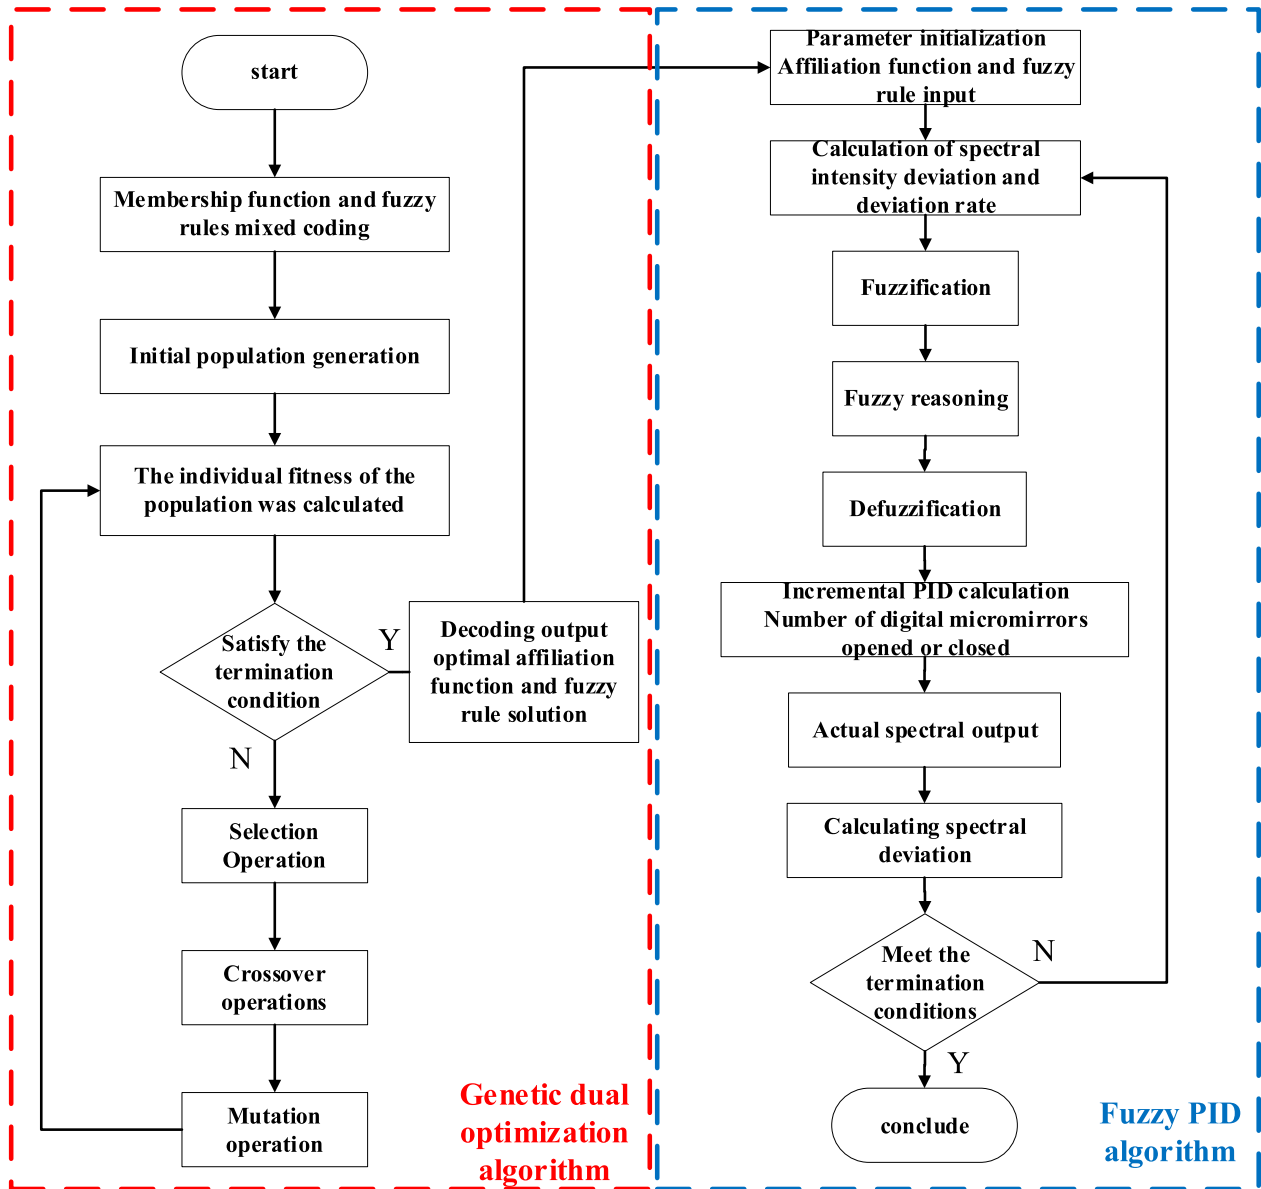 start
Membership function and fuzzy
rules mixed coding
Initial population generation
The individual fitness of the
population was calculated
Satisfy the
termination
condition
Y
N
Decoding output
optimal affiliation
function and fuzzy
rule solution
Selection
Operation
Crossover
operations
Mutation
operation
Genetic dual
optimization
algorithm
Parameter initialization
Affiliation function and fuzzy
rule input
Calculation of spectral
intensity deviation and
deviation rate
Fuzzification
Fuzzy reasoning
Defuzzification
Incremental PID calculation
Number of digital micromirrors
opened or closed
Actual spectral output
Calculating spectral
deviation
Meet the
termination
conditions
N
Y
conclude
Fuzzy PID
algorithm